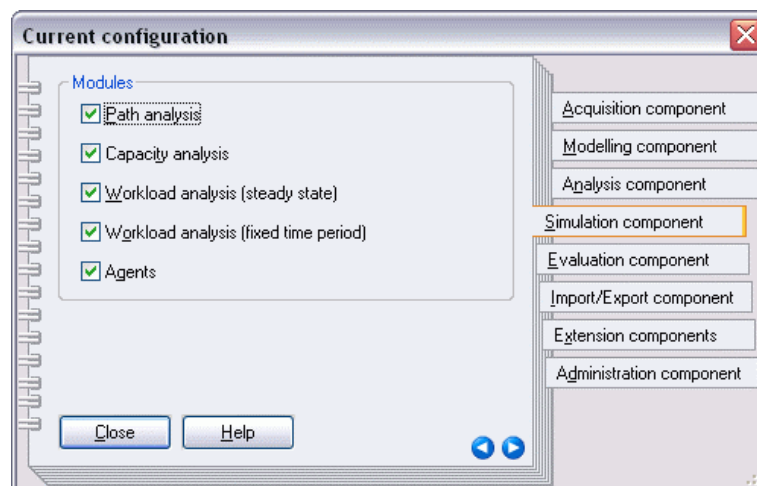 Current configuration
Modules
Path analysis
Capacity analysis
Workload analysis (steady state)
Workload analysis (fixed time period)
Agents
Close
Help
Acquisition component
Modelling component
Analysis component
Simulation component
Evaluation component
Import/Export component
Extension components
Administration component